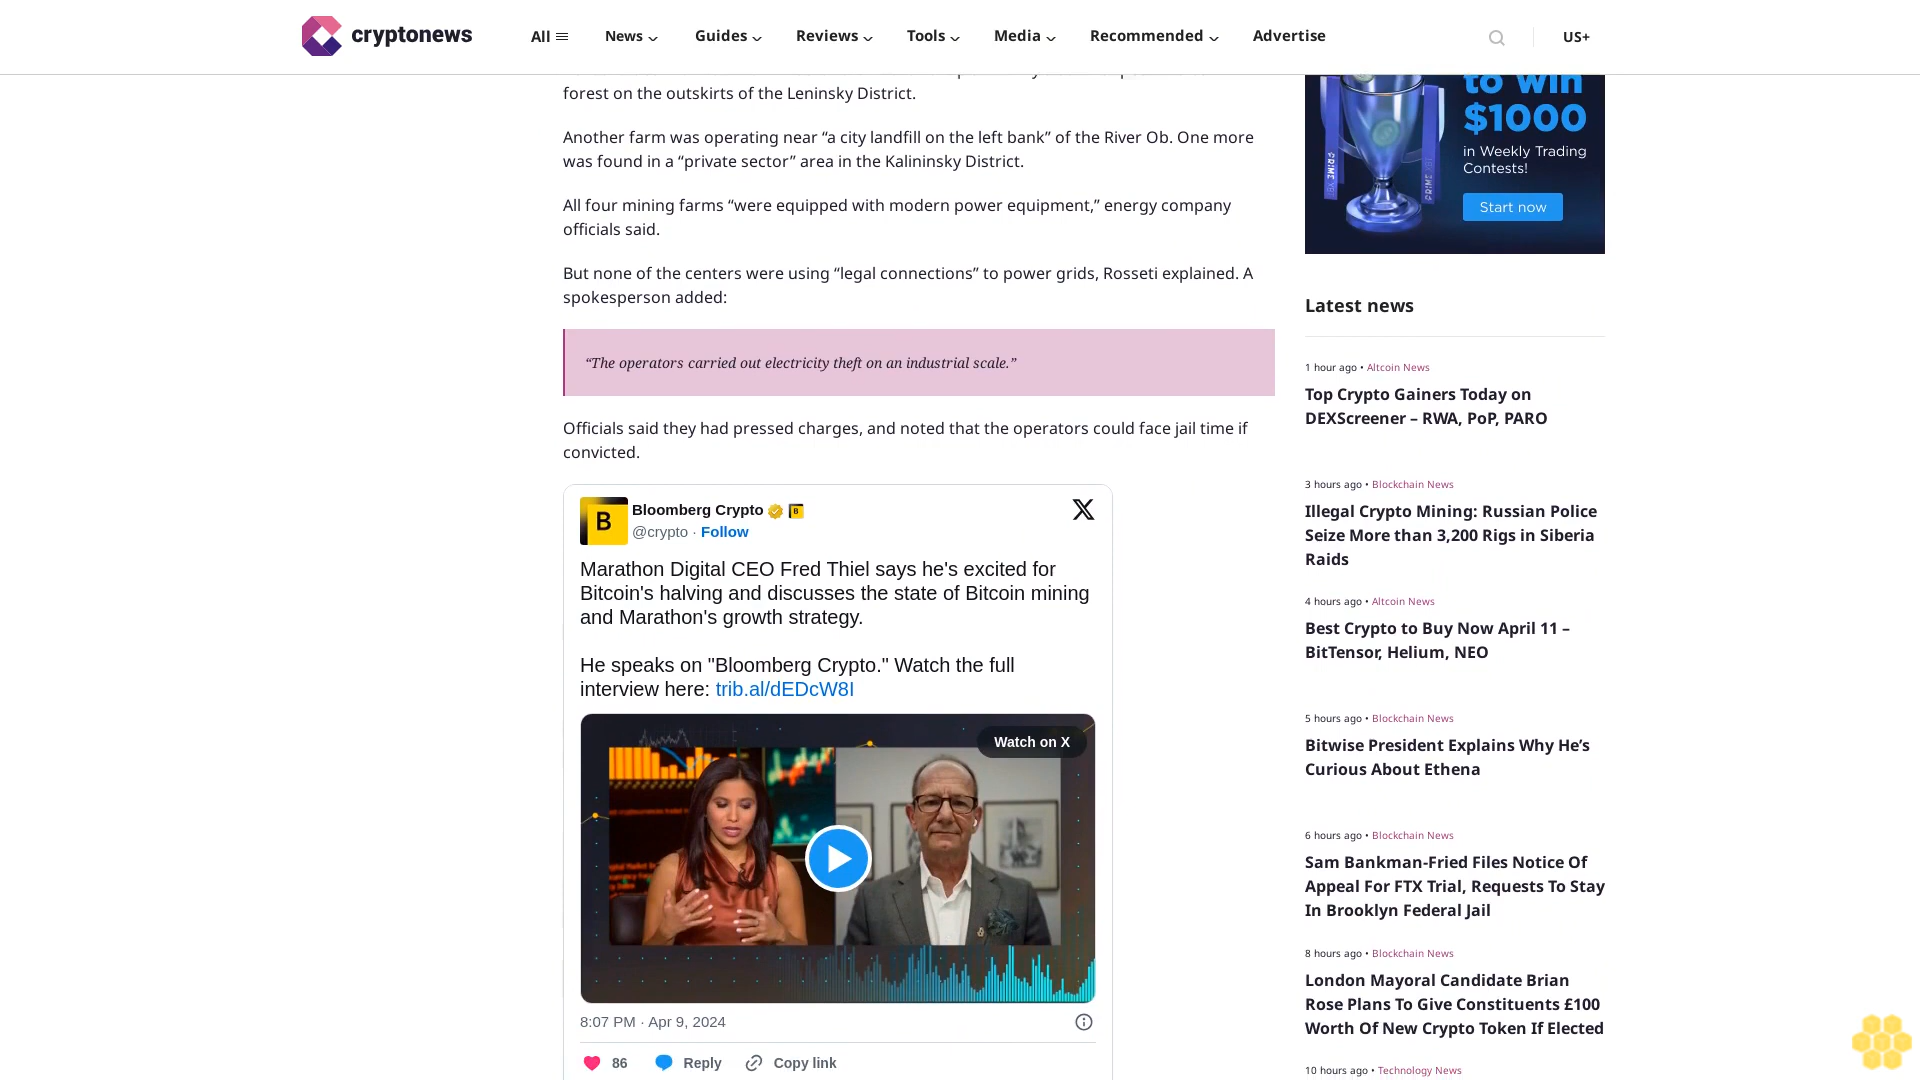 cryptonews
All
News
Guides
Reviews
Tools
Media
Recommended
Advertise
US+
forest on the outskirts of the Leninsky District.
Another farm was operating near “a city landfill on the left bank” of the River Ob. One more
was found in a “private sector” area in the Kalininsky District.
All four mining farms “were equipped with modern power equipment,” energy company
officials said.
But none of the centers were using “legal connections” to power grids, Rosseti explained. A
spokesperson added:
“The operators carried out electricity theft on an industrial scale.”
Officials said they had pressed charges, and noted that the operators could face jail time if
convicted.
B
Bloomberg Crypto
@crypto · Follow
Marathon Digital CEO Fred Thiel says he's excited for
Bitcoin's halving and discusses the state of Bitcoin mining
and Marathon's growth strategy.
He speaks on "Bloomberg Crypto." Watch the full
interview here: trib.al/dEDcW8I
Watch on X
8:07 PM · Apr 9, 2024
86
Reply
Copy link
to win
$1000
in Weekly Trading
Contests!
Start now
PRIME XBT
Latest news
1 hour ago • Altcoin News
Top Crypto Gainers Today on
DEXScreener – RWA, PoP, PARO
3 hours ago • Blockchain News
Illegal Crypto Mining: Russian Police
Seize More than 3,200 Rigs in Siberia
Raids
4 hours ago • Altcoin News
Best Crypto to Buy Now April 11 –
BitTensor, Helium, NEO
5 hours ago • Blockchain News
Bitwise President Explains Why He’s
Curious About Ethena
6 hours ago • Blockchain News
Sam Bankman-Fried Files Notice Of
Appeal For FTX Trial, Requests To Stay
In Brooklyn Federal Jail
8 hours ago • Blockchain News
London Mayoral Candidate Brian
Rose Plans To Give Constituents £100
Worth Of New Crypto Token If Elected
10 hours ago • Technology News